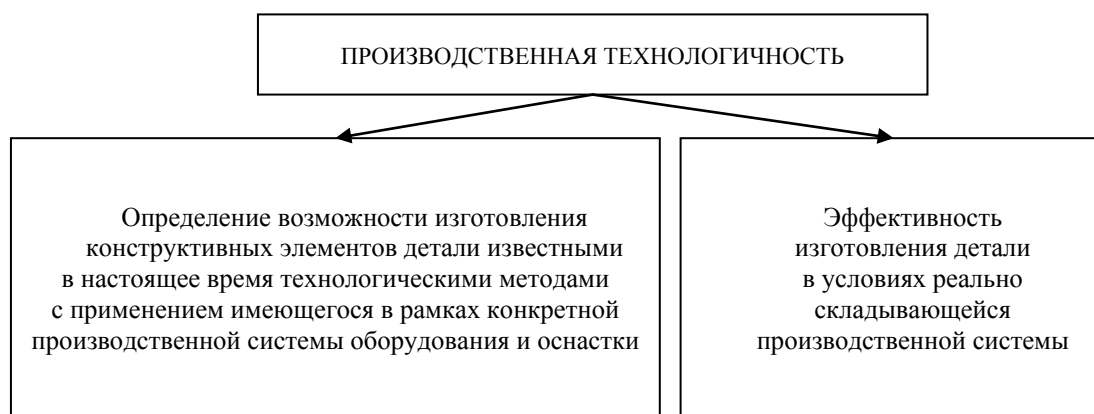 ПРОИЗВОДСТВЕННАЯ ТЕХНОЛОГИЧНОСТЬ
Определение возможности изготовления
конструктивных элементов детали известными
в настоящее время технологическими методами
с применением имеющегося в рамках конкретной
производственной системы оборудования и оснастки
Эффективность
изготовления детали
в условиях реально
складывающейся
производственной системы